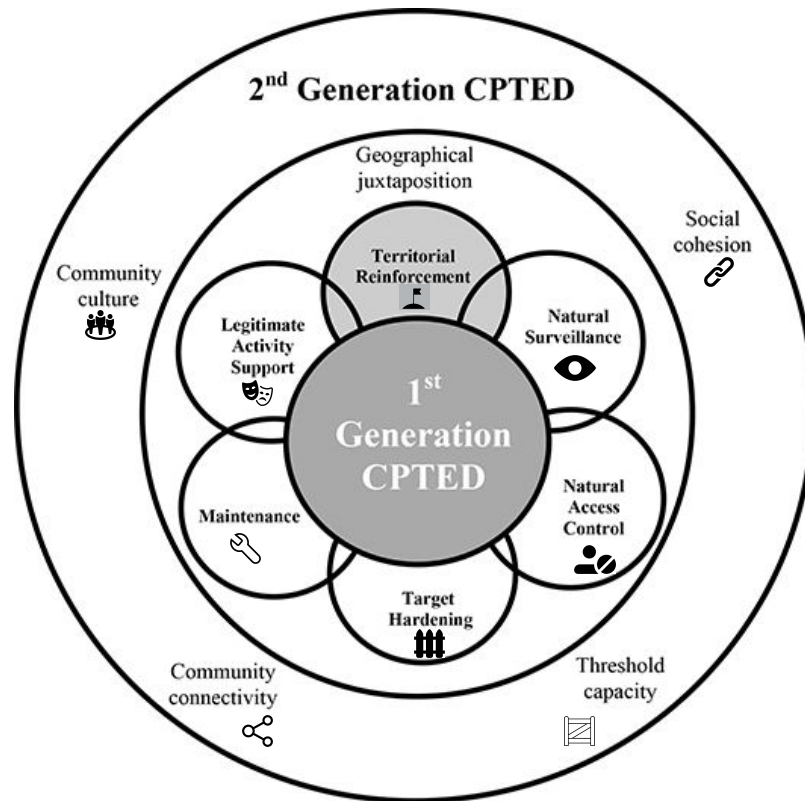 2nd Generation CPTED
Geographical
juxtaposition
Social
cohesion
Community
culture
Territorial
Reinforcement
Legitimate
Activity
Support
Natural
Surveillance
1st
Generation
CPTED
Maintenance
Natural
Access
Control
Target
Hardening
Community
connectivity
Threshold
capacity